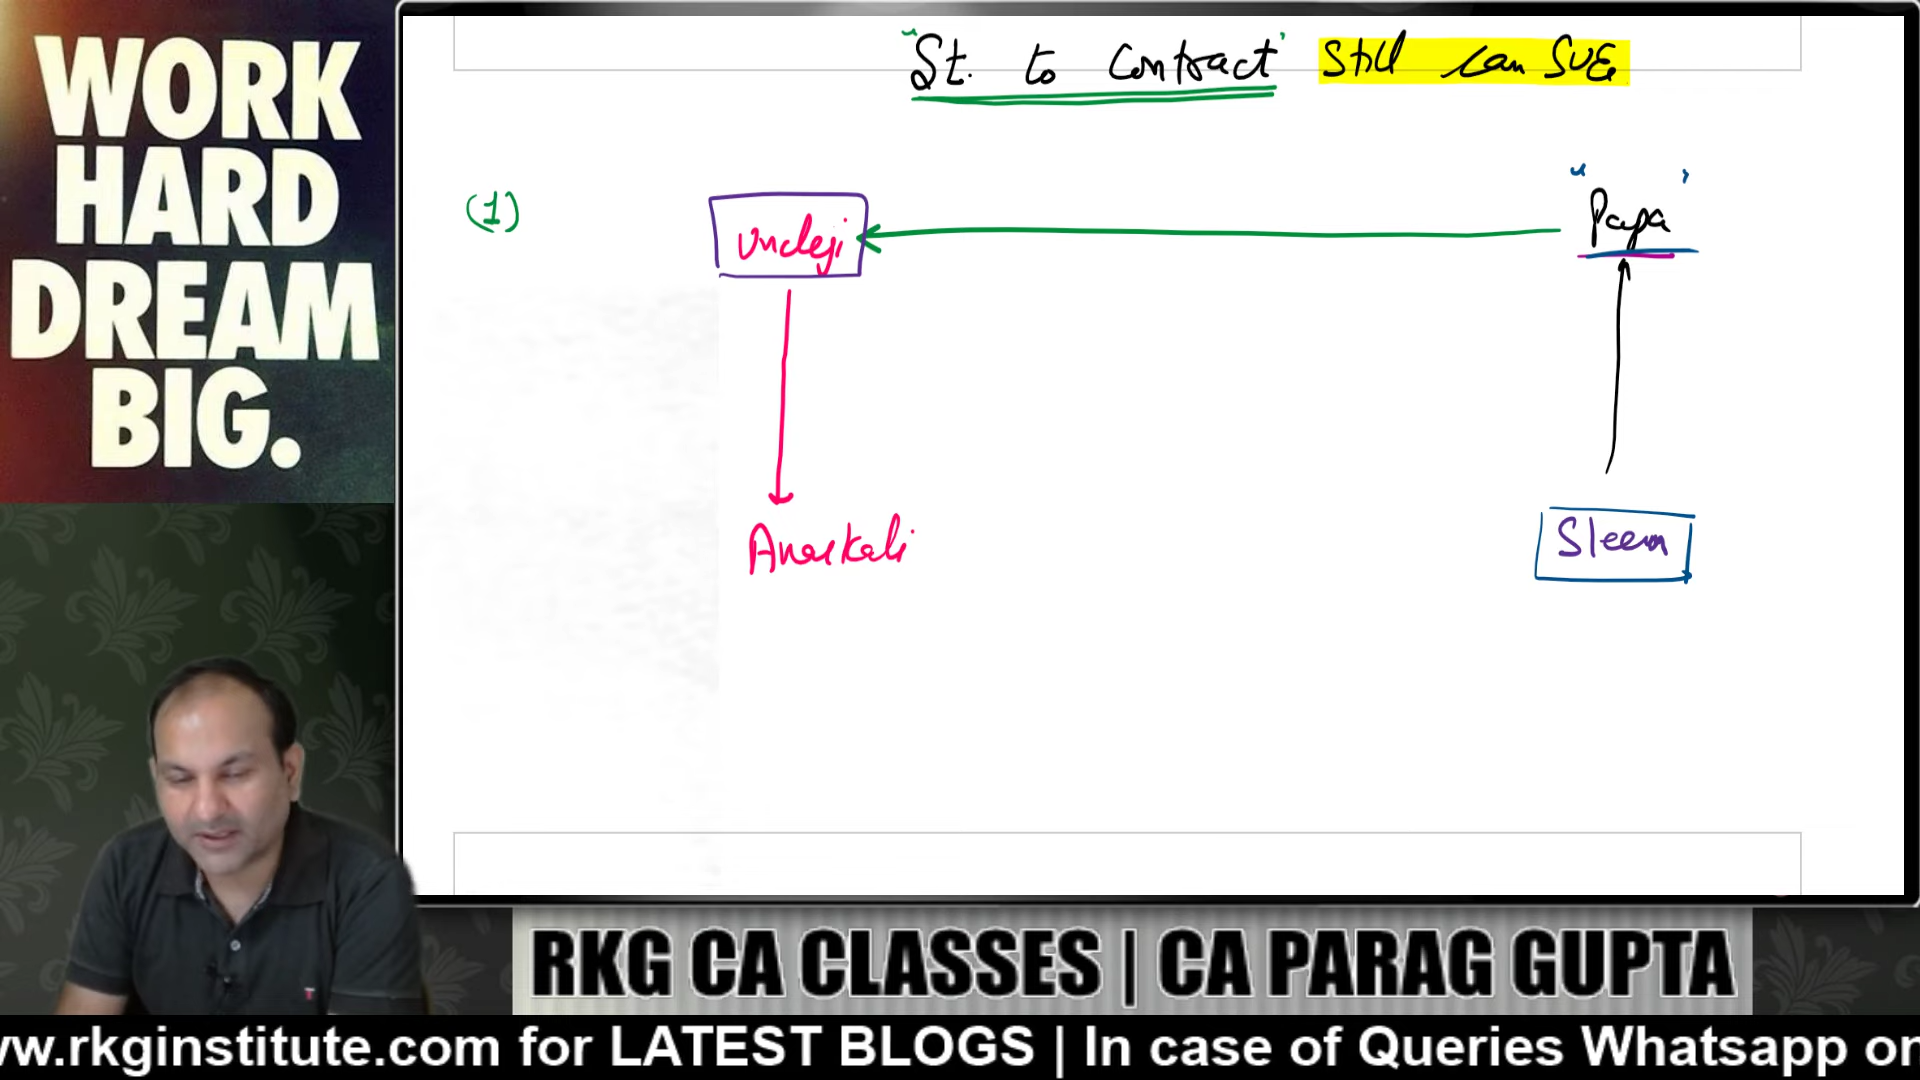 WORK
HARD
DREAM
BIG.
"St. to Contract" Still can SUE
(1)
Uncleji
"Papa"
Anarkali
Sleem
RKG CA CLASSES | CA PARAG GUPTA
www.rkginstitute.com for LATEST BLOGS | In case of Queries Whatsapp on